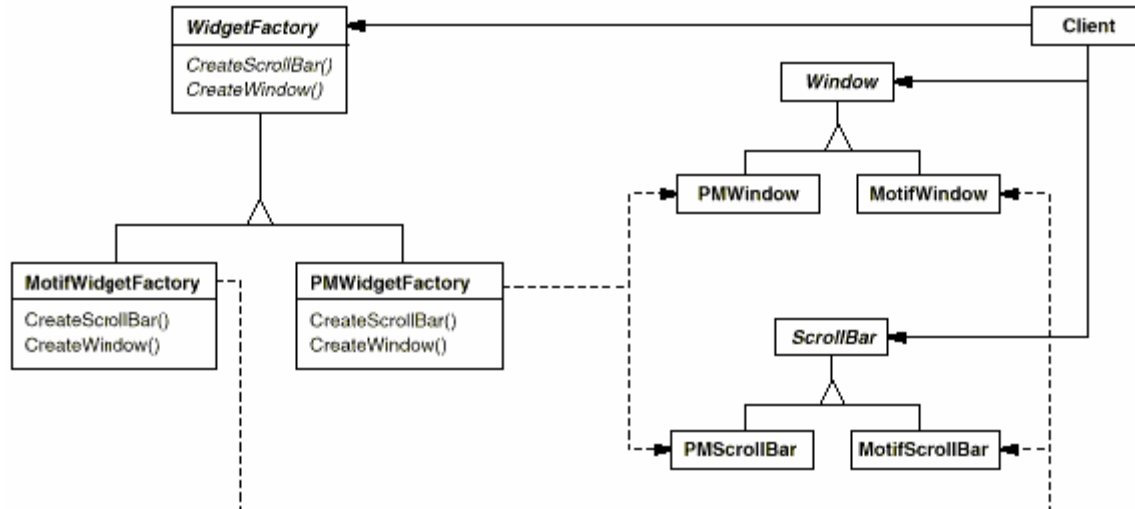 WidgetFactory
CreateScrollBar()
CreateWindow()
Client
Window
PMWindow
MotifWindow
MotifWidgetFactory
CreateScrollBar()
CreateWindow()
PMWidgetFactory
CreateScrollBar()
CreateWindow()
ScrollBar
PMScrollBar
MotifScrollBar